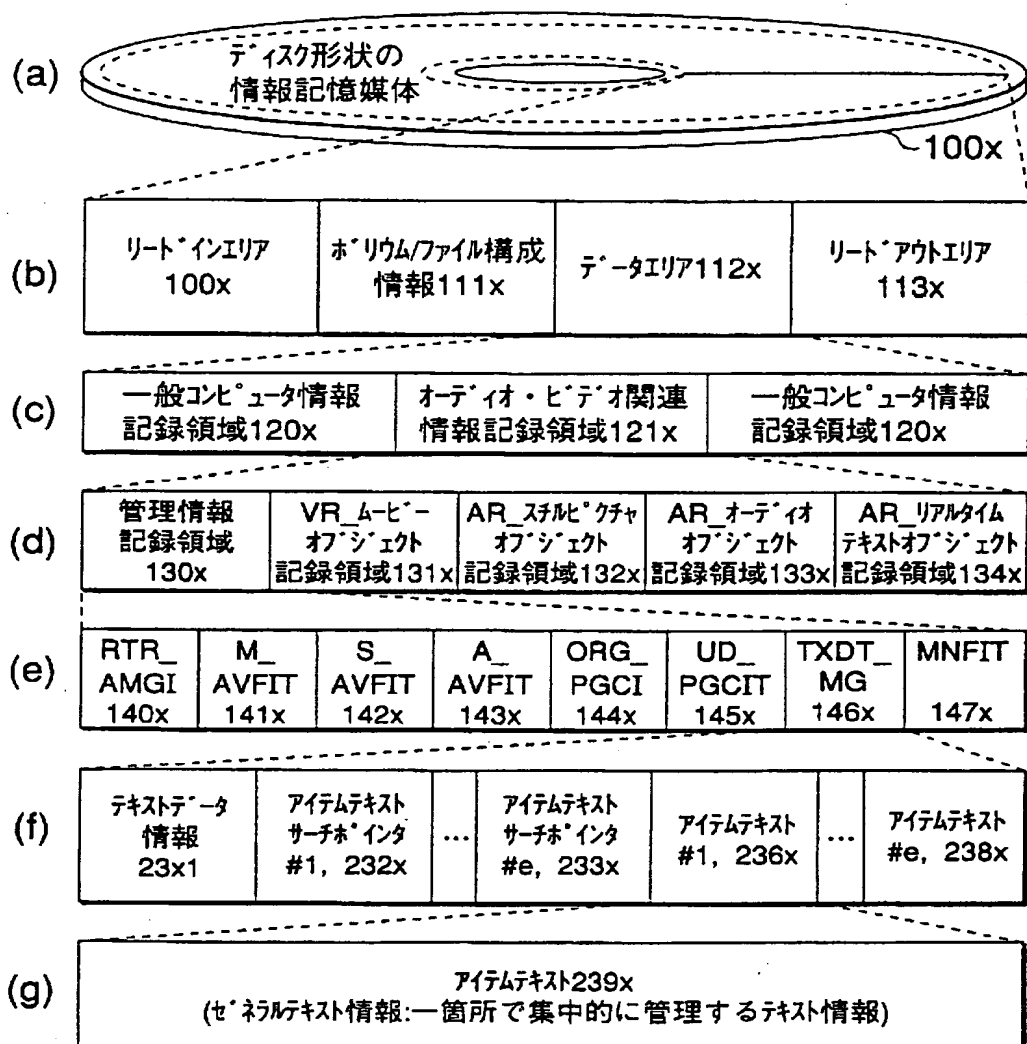 (a)
ディスク形状の
情報記憶媒体
100x
(b)
リードインエリア
100x
ボリウム/ファイル構成
情報111x
データエリア112x
リードアウトエリア
113x
(c)
一般コンピュータ情報
記録領域120x
オーディオ・ビデオ関連
情報記録領域121x
一般コンピュータ情報
記録領域120x
(d)
管理情報
記録領域
130x
VR_ムービー
オブジェクト
記録領域131x
AR_スチルピクチャ
オブジェクト
記録領域132x
AR_オーディオ
オブジェクト
記録領域133x
AR_リアルタイム
テキストオブジェクト
記録領域134x
(e)
RTR_
AMGI
140x
M_
AVFIT
141x
S_
AVFIT
142x
A_
AVFIT
143x
ORG_
PGCI
144x
UD_
PGCIT
145x
TXDT_
MG
146x
MNFIT
147x
(f)
テキストデータ
情報
23x1
アイテムテキスト
サーチポインタ
#1, 232x
...
アイテムテキスト
サーチポインタ
#e, 233x
アイテムテキスト
#1, 236x
...
アイテムテキスト
#e, 238x
(g)
アイテムテキスト239x
(ゼネラルテキスト情報:一箇所で集中的に管理するテキスト情報)